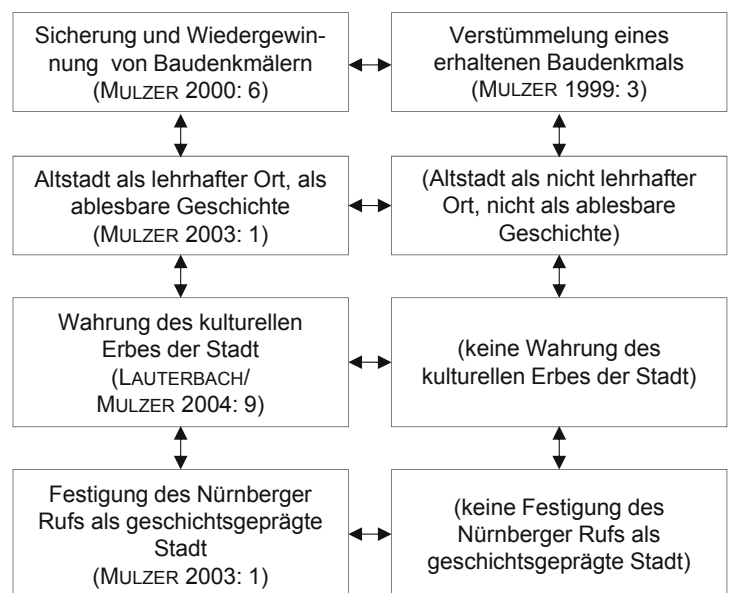 Sicherung und Wiedergewin-
nung von Baudenkmälern
(MULZER 2000: 6)
Verstümmelung eines
erhaltenen Baudenkmals
(MULZER 1999: 3)
Altstadt als lehrhafter Ort, als
ablesbare Geschichte
(MULZER 2003: 1)
(Altstadt als nicht lehrhafter
Ort, nicht als ablesbare
Geschichte)
Wahrung des kulturellen
Erbes der Stadt
(LAUTERBACH/
MULZER 2004: 9)
(keine Wahrung des
kulturellen Erbes der Stadt)
Festigung des Nürnberger
Rufs als geschichtsgeprägte
Stadt
(MULZER 2003: 1)
(keine Festigung des
Nürnberger Rufs als
geschichtsgeprägte Stadt)